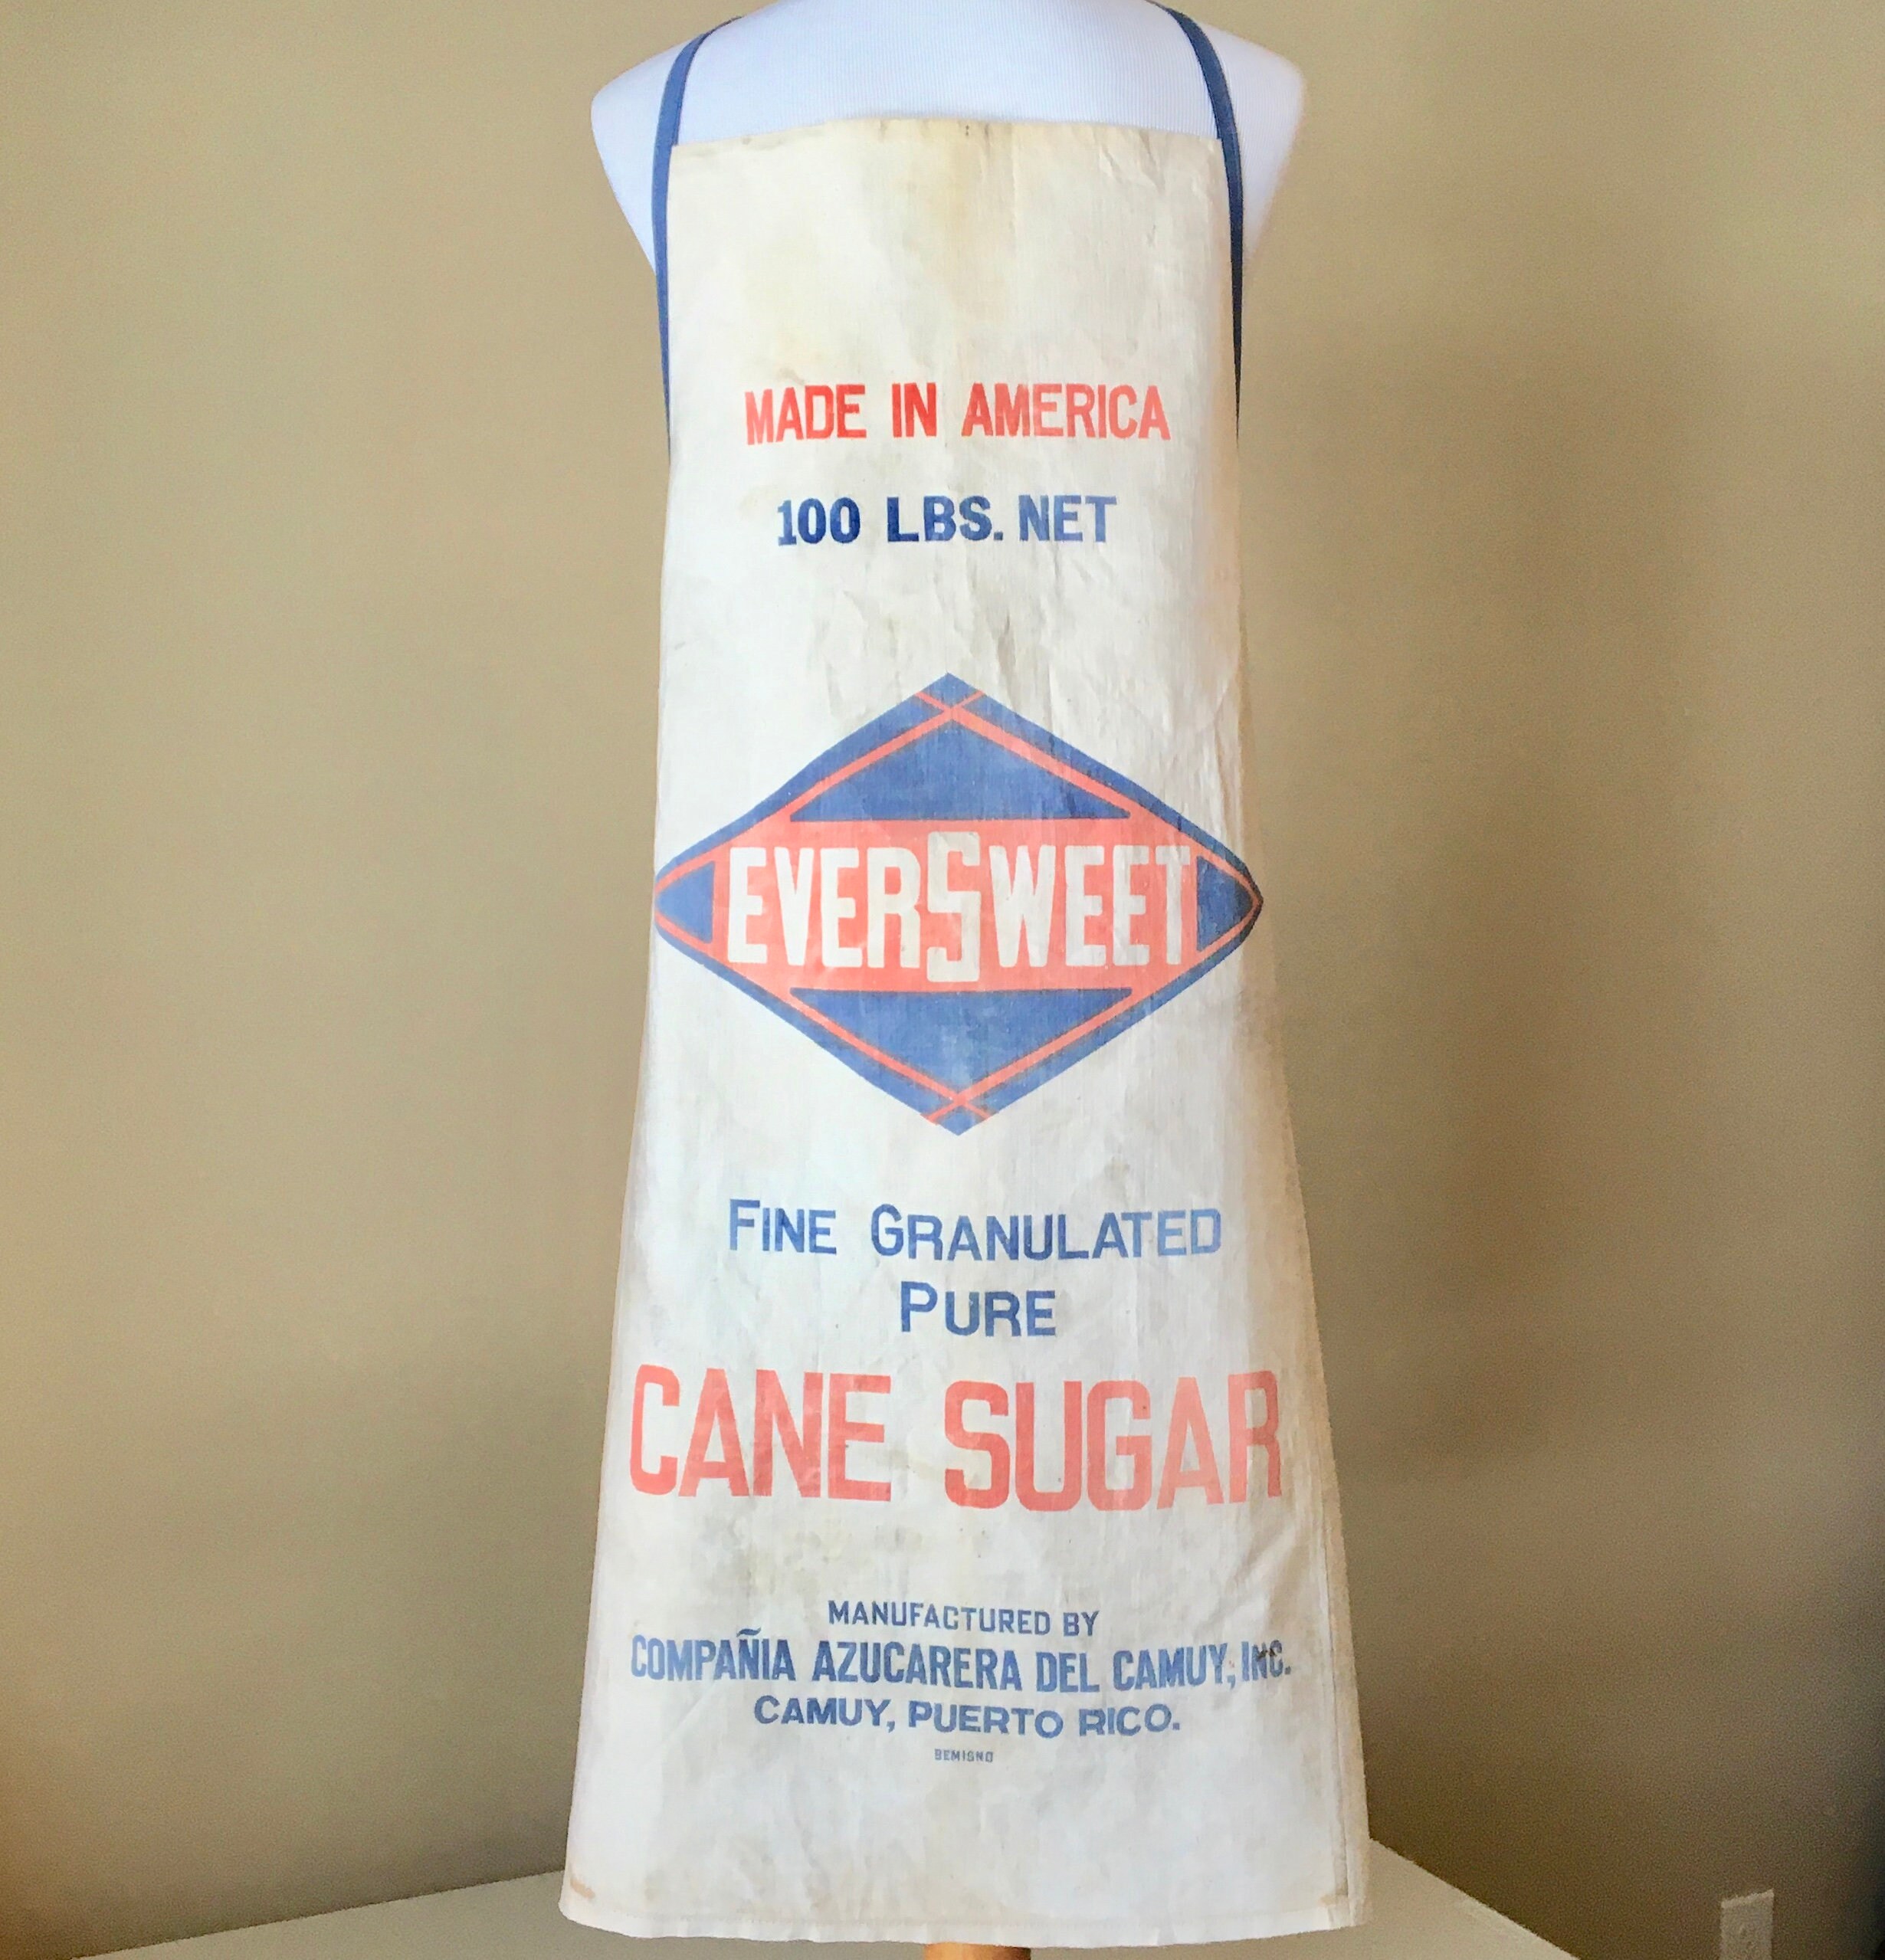 MADE IN AMERICA
100 LBS. NET
EVERSWEET
FINE GRANULATED
PURE
CANE SUGAR
MANUFACTURED BY
COMPAÑIA AZUCARERA DEL CAMUY, INC.
CAMUY, PUERTO RICO.